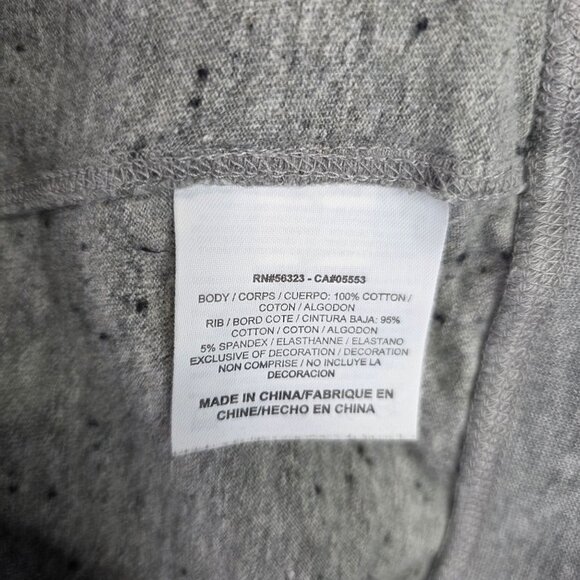 RN#56323 - CA#05553
BODY / CORPS / CUERPO: 100% COTTON /
COTON / ALGODON
RIB / BORD COTE / CINTURA BAJA: 95%
COTTON / COTON / ALGODON
5% SPANDEX / ELASTHANNE / ELASTANO
EXCLUSIVE OF DECORATION / DECORATION
NON COMPRISE / NO INCLUYE LA
DECORACION
MADE IN CHINA/FABRIQUE EN
CHINE/HECHO EN CHINA